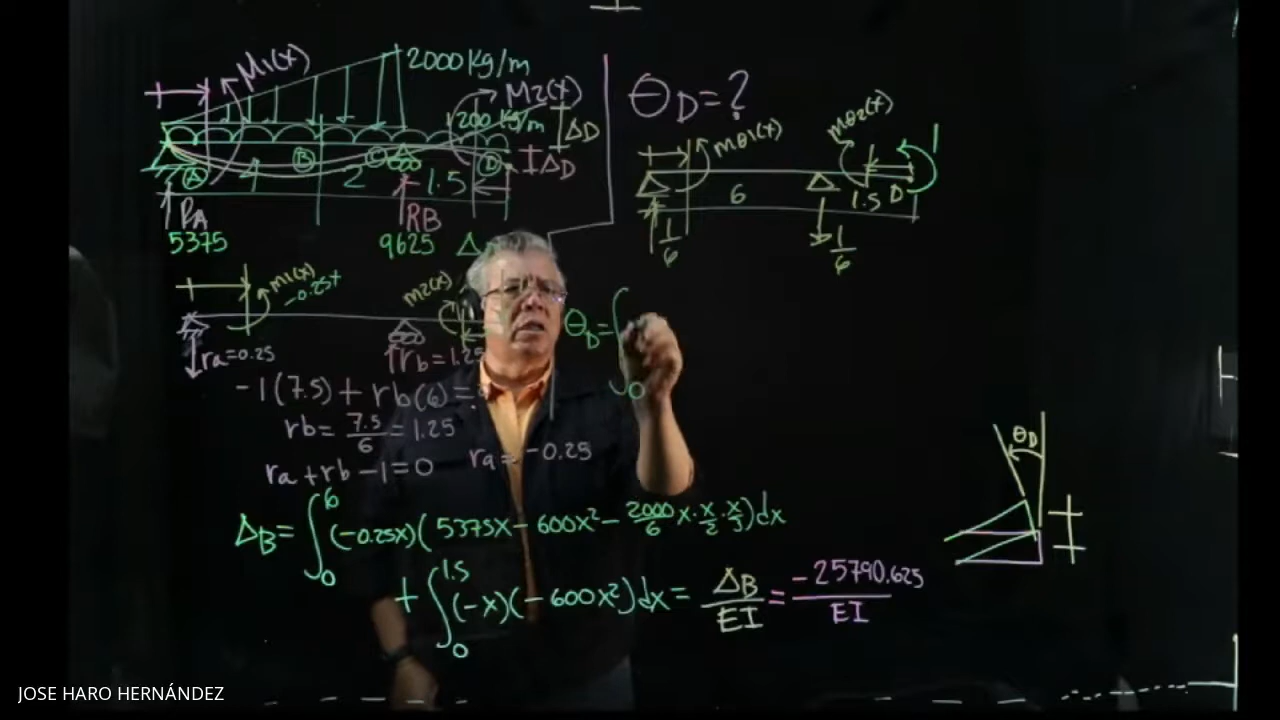 M1(x)
2000 Kg/m
M2(x)
1200 Kg/m
ΔD
ΔD
A
B
C
D
4
2
1.5
RA
RB
5375
9625
Δ
θD=?
mθ1(x)
mθ2(x)
1
6
1.5 D
1/6
1/6
m1(x)
-0.25x
m2(x)
ra=0.25
rb=1.25
-1(7.5)+rb(6)=
rb= 7.5/6 = 1.25
ra+rb-1=0 ra=-0.25
θD=∫0
θD
ΔB= ∫0^6 (-0.25x)(5375x-600x²- 2000/6 x·x/2·x/3)dx
+ ∫0^1.5 (-x)(-600x²)dx= ΔB/EI = -25790.625/EI
JOSE HARO HERNÁNDEZ